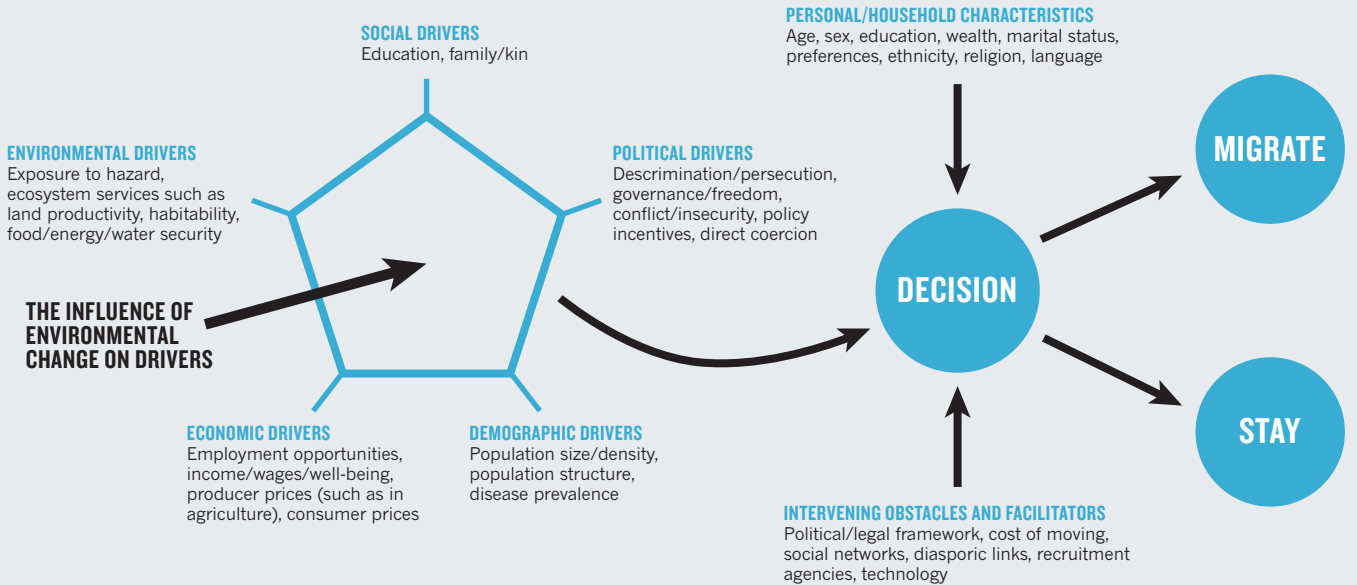 SOCIAL DRIVERS
Education, family/kin
PERSONAL/HOUSEHOLD CHARACTERISTICS
Age, sex, education, wealth, marital status,
preferences, ethnicity, religion, language
ENVIRONMENTAL DRIVERS
Exposure to hazard,
ecosystem services such as
land productivity, habitability,
food/energy/water security
POLITICAL DRIVERS
Descrimination/persecution,
governance/freedom,
conflict/insecurity, policy
incentives, direct coercion
MIGRATE
THE INFLUENCE OF
ENVIRONMENTAL
CHANGE ON DRIVERS
DECISION
ECONOMIC DRIVERS
Employment opportunities,
income/wages/well-being,
producer prices (such as in
agriculture), consumer prices
DEMOGRAPHIC DRIVERS
Population size/density,
population structure,
disease prevalence
STAY
INTERVENING OBSTACLES AND FACILITATORS
Political/legal framework, cost of moving,
social networks, diasporic links, recruitment
agencies, technology